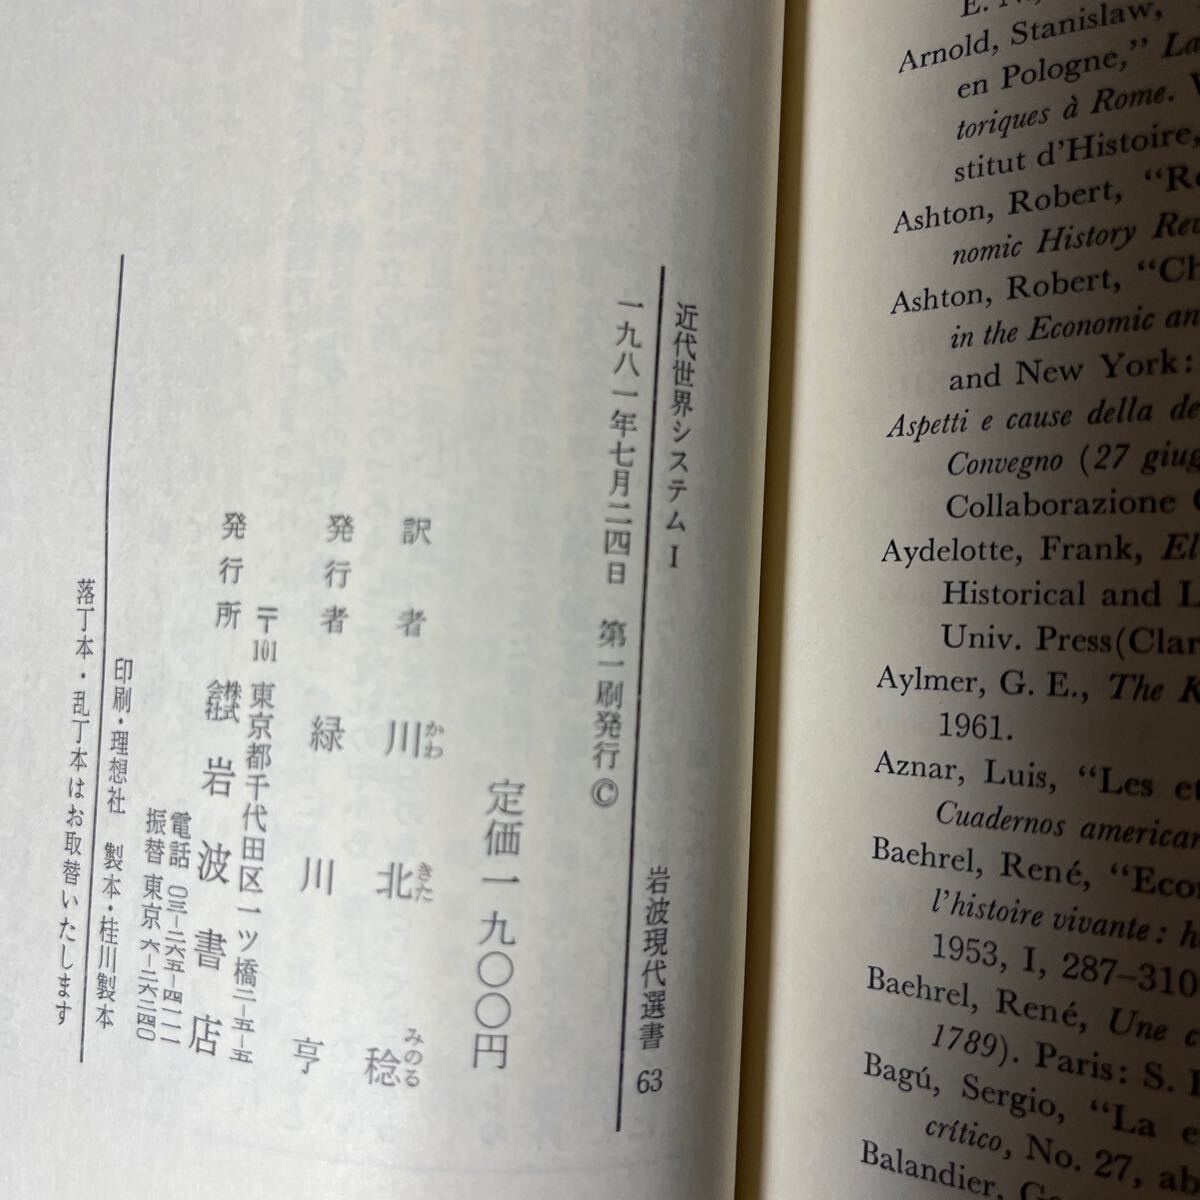 近代世界システム I
岩波現代選書 63
一九八一年七月二四日 第一刷発行 ©
定価一九〇〇円
訳者 川北稔
かわ きた みのる
発行者 緑川亨
〒101 東京都千代田区一ツ橋二-五-五
発行所 株式会社 岩波書店
電話 〇三-二六五-四一一一
振替 東京 六-二六二四〇
印刷・理想社 製本・桂川製本
落丁本・乱丁本はお取替いたします
Arnold, Stanislaw,
en Pologne," La
toriques à Rome.
stitut d'Histoire,
Ashton, Robert,
nomic History
Ashton, Robert,
in the Economic
and New York:
Aspetti e cause della
Convegno (27
Collaborazione
Aydelotte, Frank,
Historical and
Univ. Press
Aylmer, G. E., The
1961.
Aznar, Luis, "Les
Cuadernos
Baehrel, René,
l'histoire vivante:
1953, I, 287–310
Baehrel, René, Une
1789). Paris: S.
Bagú, Sergio, "La
crítico, No. 27,
Balandier,